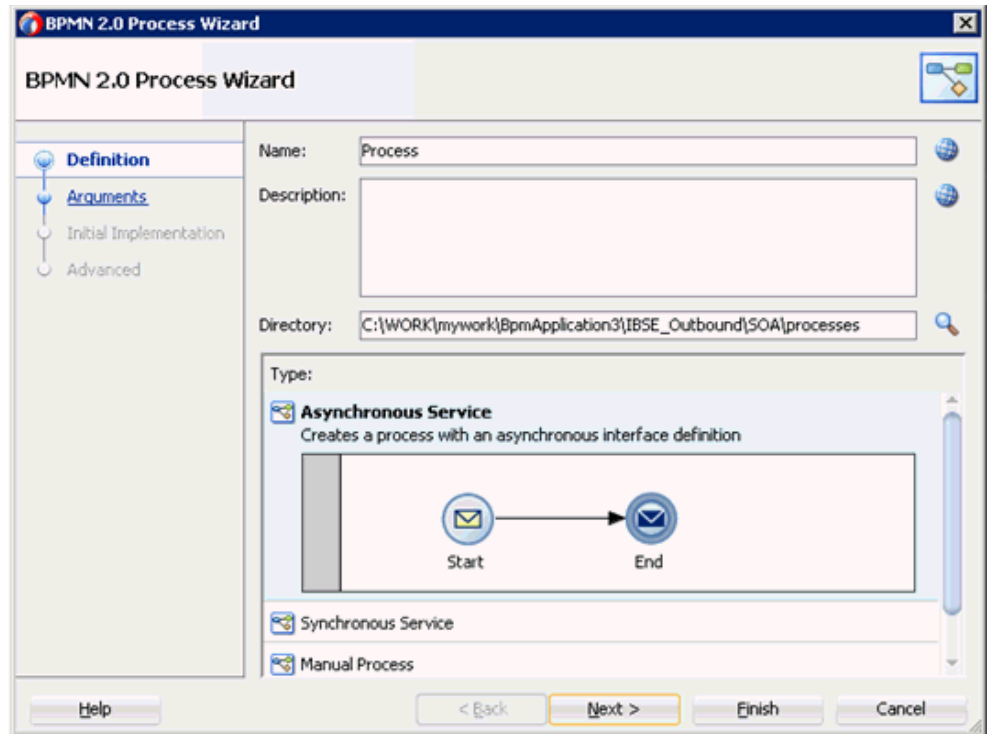 BPMN 2.0 Process Wizard
BPMN 2.0 Process Wizard
Definition
Arguments
Initial Implementation
Advanced
Name: Process
Description:
Directory: C:\WORK\mywork\BpmApplication3\IBSE_Outbound\SOA\processes
Type:
Asynchronous Service
Creates a process with an asynchronous interface definition
Start End
Synchronous Service
Manual Process
Help < Back Next > Finish Cancel